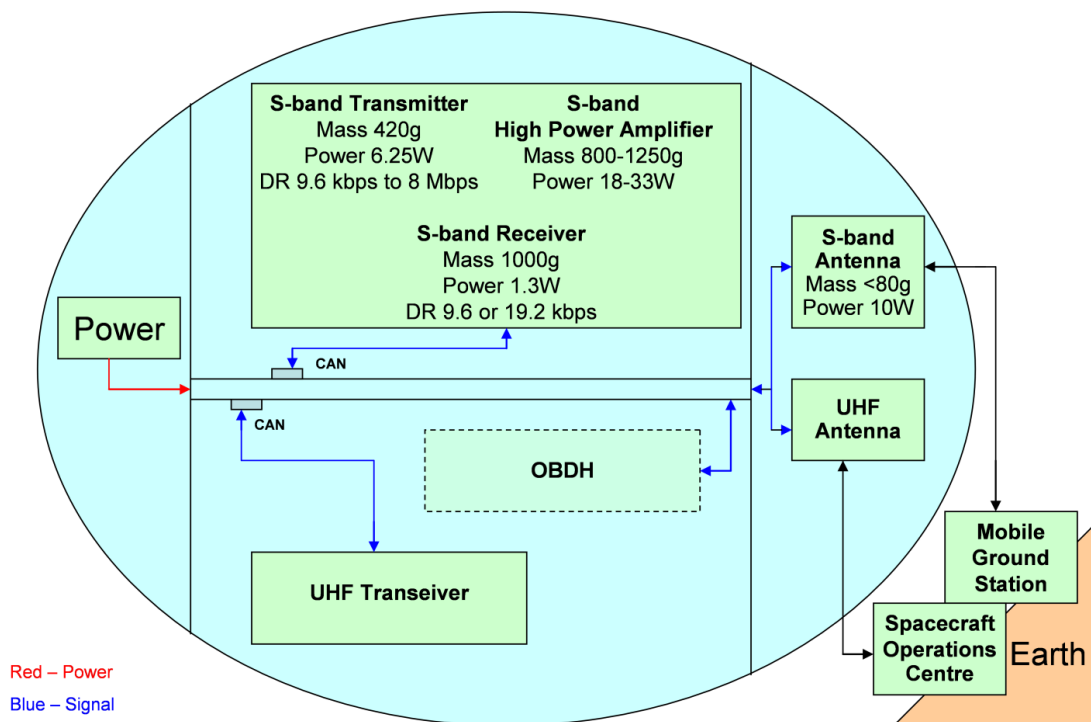 S-band Transmitter
Mass 420g
Power 6.25W
DR 9.6 kbps to 8 Mbps
S-band
High Power Amplifier
Mass 800-1250g
Power 18-33W
S-band Receiver
Mass 1000g
Power 1.3W
DR 9.6 or 19.2 kbps
S-band
Antenna
Mass <80g
Power 10W
Power
CAN
CAN
UHF
Antenna
OBDH
UHF Transeiver
Mobile
Ground
Station
Spacecraft
Operations
Centre
Earth
Red – Power
Blue – Signal